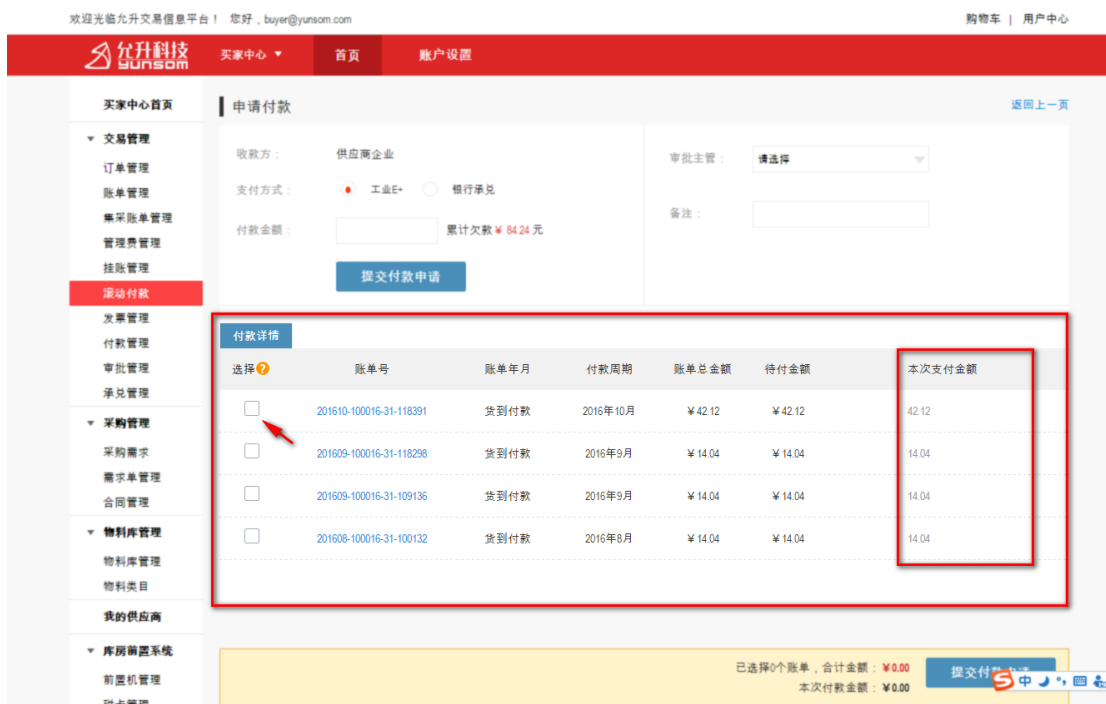 欢迎光临允升交易信息平台！ 您好，buyer@yunsom.com 购物车 | 用户中心
允升科技 yunsom 买家中心 首页 账户设置
买家中心首页
交易管理
订单管理
账单管理
集采账单管理
管理费管理
挂账管理
滚动付款
发票管理
付款管理
审批管理
承兑管理
采购管理
采购需求
需求单管理
合同管理
物料库管理
物料库管理
物料类目
我的供应商
库房前置系统
前置机管理
申请付款 返回上一页
收款方： 供应商企业
支付方式： 工业E+ 银行承兑
付款金额： 累计欠款￥ 84.24 元
提交付款申请
审批主管： 请选择
备注：
付款详情
选择? 账单号 账单年月 付款周期 账单总金额 待付金额 本次支付金额
201610-100016-31-118391 货到付款 2016年10月 ￥42.12 ￥42.12 42.12
201609-100016-31-118298 货到付款 2016年9月 ￥14.04 ￥14.04 14.04
201609-100016-31-109136 货到付款 2016年9月 ￥14.04 ￥14.04 14.04
201608-100016-31-100132 货到付款 2016年8月 ￥14.04 ￥14.04 14.04
已选择0个账单，合计金额：￥0.00
本次付款金额：￥0.00
提交付
中